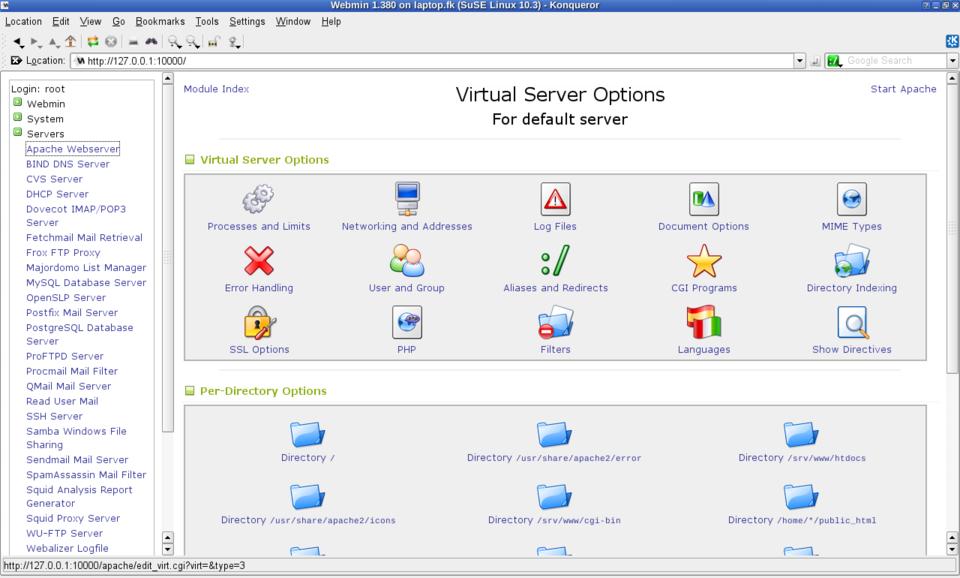 Webmin 1.380 on laptop.fk (SuSE Linux 10.3) - Konqueror
Location Edit View Go Bookmarks Tools Settings Window Help
Location: http://127.0.0.1:10000/
Google Search
Login: root
Webmin
System
Servers
Apache Webserver
BIND DNS Server
CVS Server
DHCP Server
Dovecot IMAP/POP3
Server
Fetchmail Mail Retrieval
Frox FTP Proxy
Majordomo List Manager
MySQL Database Server
OpenSLP Server
Postfix Mail Server
PostgreSQL Database
Server
ProFTPD Server
Procmail Mail Filter
QMail Mail Server
Read User Mail
SSH Server
Samba Windows File
Sharing
Sendmail Mail Server
SpamAssassin Mail Filter
Squid Analysis Report
Generator
Squid Proxy Server
WU-FTP Server
Webalizer Logfile
Module Index
Virtual Server Options
Start Apache
For default server
Virtual Server Options
Processes and Limits
Networking and Addresses
Log Files
Document Options
MIME Types
Error Handling
User and Group
Aliases and Redirects
CGI Programs
Directory Indexing
SSL Options
PHP
Filters
Languages
Show Directives
Per-Directory Options
Directory /
Directory /usr/share/apache2/error
Directory /srv/www/htdocs
Directory /usr/share/apache2/icons
Directory /srv/www/cgi-bin
Directory /home/*/public_html
http://127.0.0.1:10000/apache/edit_virt.cgi?virt=&type=3